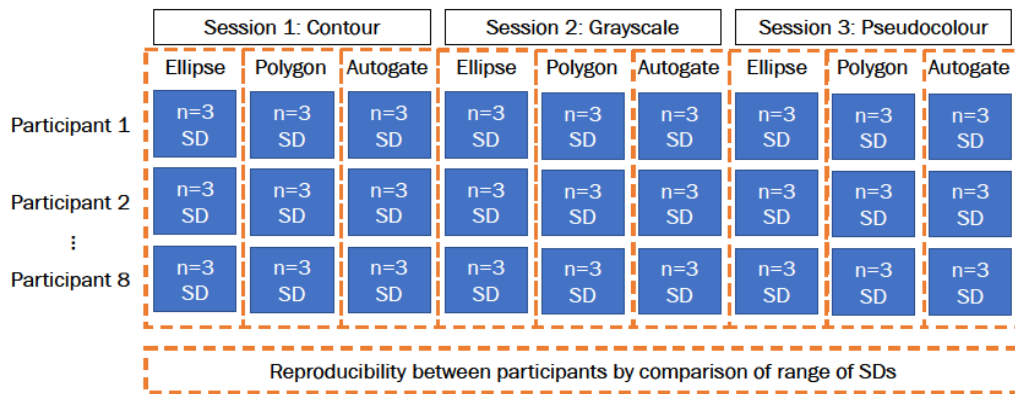 Session 1: Contour Session 2: Grayscale Session 3: Pseudocolour
Ellipse Polygon Autogate Ellipse Polygon Autogate Ellipse Polygon Autogate
Participant 1 n=3 SD n=3 SD n=3 SD n=3 SD n=3 SD n=3 SD n=3 SD n=3 SD n=3 SD
Participant 2 n=3 SD n=3 SD n=3 SD n=3 SD n=3 SD n=3 SD n=3 SD n=3 SD n=3 SD
⋮
Participant 8 n=3 SD n=3 SD n=3 SD n=3 SD n=3 SD n=3 SD n=3 SD n=3 SD n=3 SD
Reproducibility between participants by comparison of range of SDs